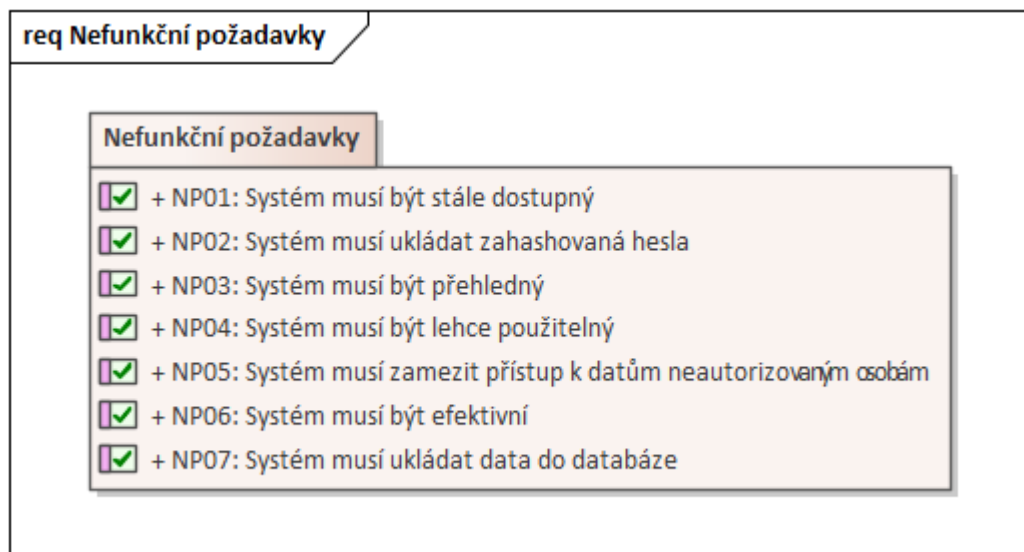 req Nefunkční požadavky
Nefunkční požadavky
+ NP01: Systém musí být stále dostupný
+ NP02: Systém musí ukládat zahashovaná hesla
+ NP03: Systém musí být přehledný
+ NP04: Systém musí být lehce použitelný
+ NP05: Systém musí zamezit přístup k datům neautorizovaným osobám
+ NP06: Systém musí být efektivní
+ NP07: Systém musí ukládat data do databáze